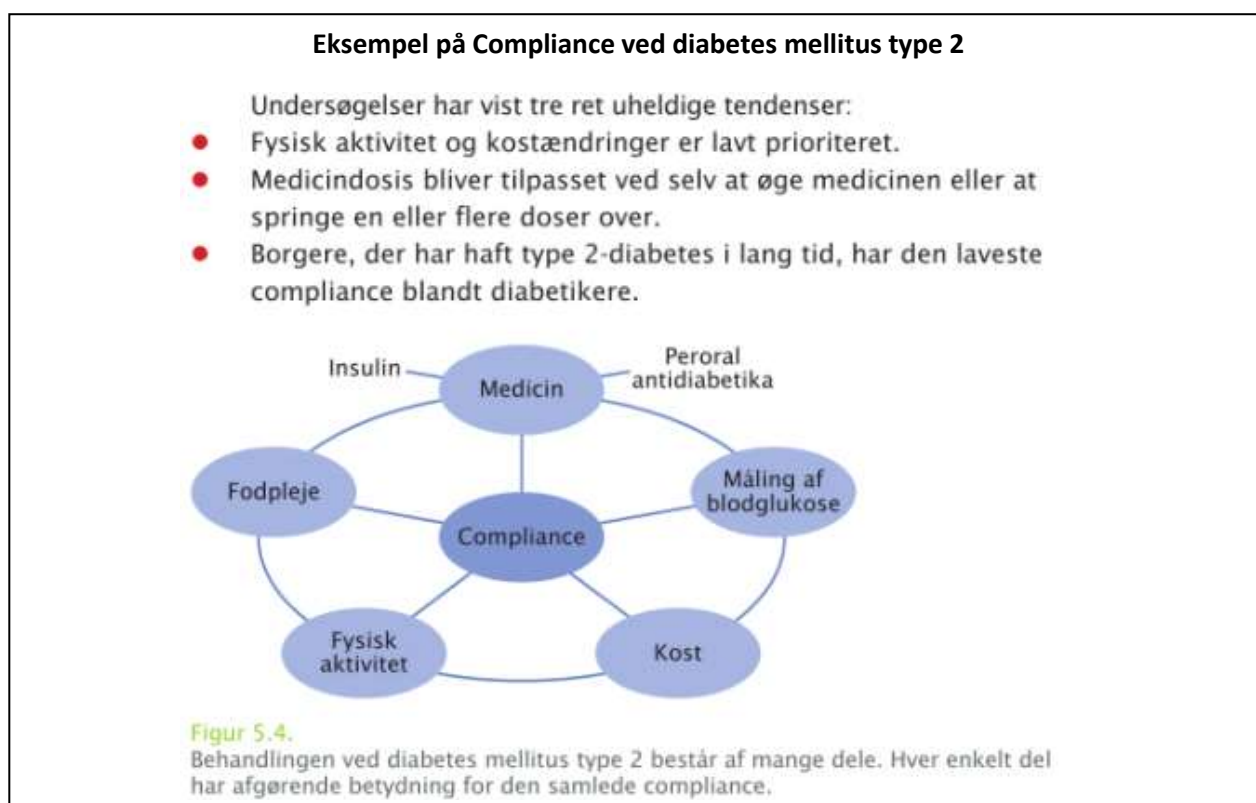 Eksempel på Compliance ved diabetes mellitus type 2
Undersøgelser har vist tre ret uheldige tendenser:
Fysisk aktivitet og kostændringer er lavt prioriteret.
Medicindosis bliver tilpasset ved selv at øge medicinen eller at
springe en eller flere doser over.
Borgere, der har haft type 2-diabetes i lang tid, har den laveste
compliance blandt diabetikere.
Insulin
Medicin
Peroral
antidiabetika
Fodpleje
Måling af
blodglukose
Compliance
Fysisk
aktivitet
Kost
Figur 5.4.
Behandlingen ved diabetes mellitus type 2 består af mange dele. Hver enkelt del
har afgørende betydning for den samlede compliance.